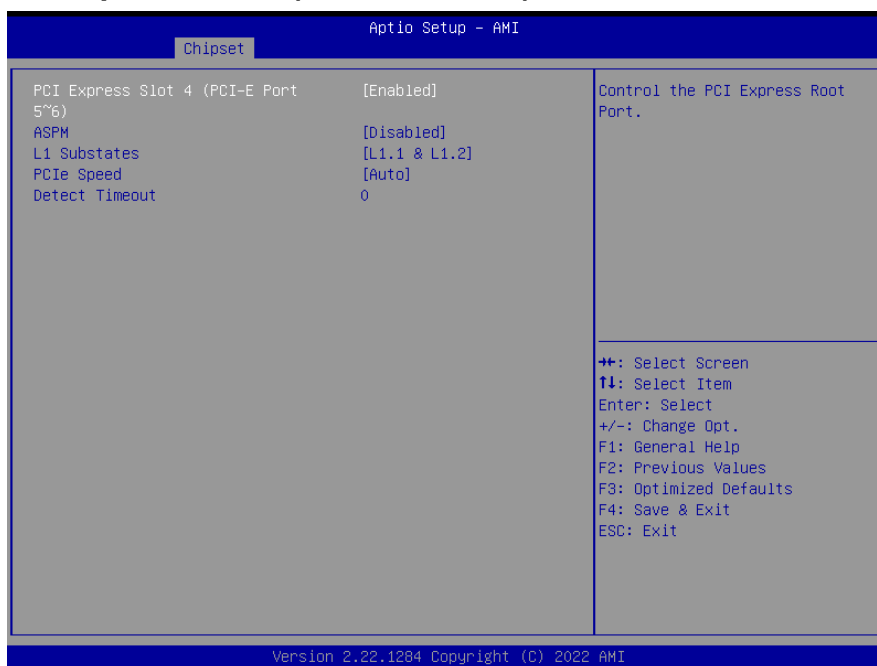 Aptio Setup – AMI
Chipset
PCI Express Slot 4 (PCI-E Port [Enabled]
5~6)
ASPM [Disabled]
L1 Substates [L1.1 & L1.2]
PCIe Speed [Auto]
Detect Timeout 0
Control the PCI Express Root
Port.
→←: Select Screen
↑↓: Select Item
Enter: Select
+/-: Change Opt.
F1: General Help
F2: Previous Values
F3: Optimized Defaults
F4: Save & Exit
ESC: Exit
Version 2.22.1284 Copyright (C) 2022 AMI